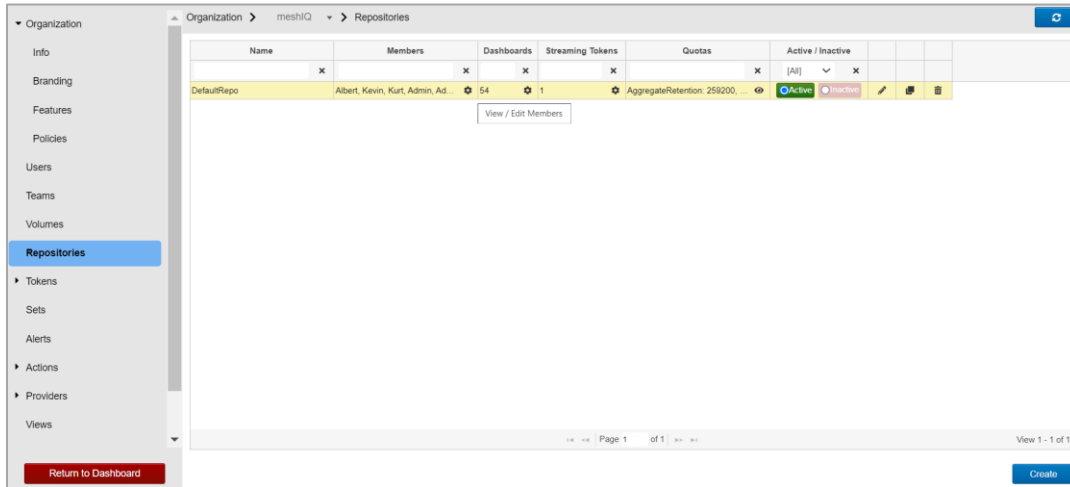 Organization
Info
Branding
Features
Policies
Users
Teams
Volumes
Repositories
Tokens
Sets
Alerts
Actions
Providers
Views
Return to Dashboard
Organization > meshIQ > Repositories
Name Members Dashboards Streaming Tokens Quotas Active / Inactive
[All]
DefaultRepo Albert, Kevin, Kurt, Admin, Ad... 54 1 AggregateRetention: 259200, ... Active Inactive
View / Edit Members
Page 1 of 1
View 1 - 1 of 1
Create